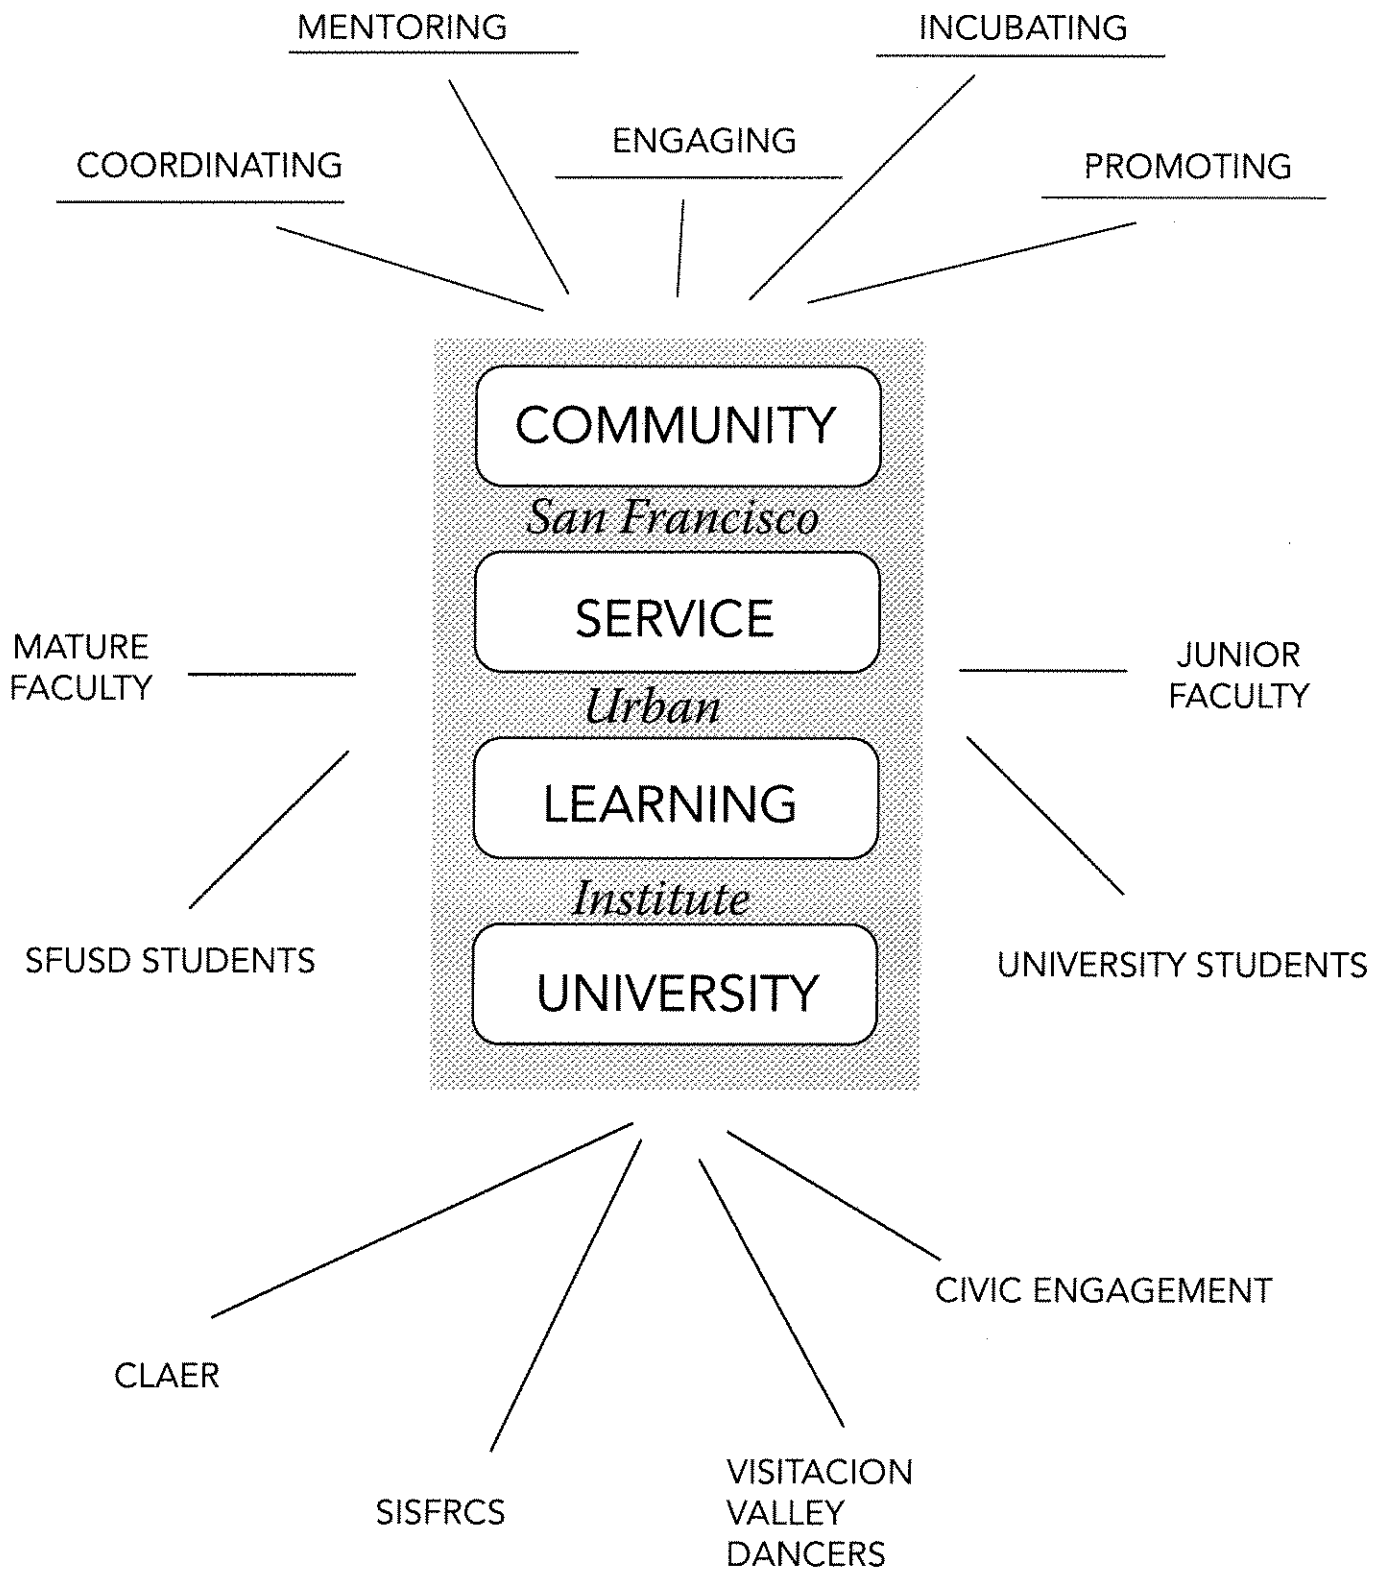 MENTORING
INCUBATING
ENGAGING
COORDINATING
PROMOTING
COMMUNITY
San Francisco
SERVICE
MATURE
FACULTY
JUNIOR
FACULTY
Urban
LEARNING
Institute
SFUSD STUDENTS
UNIVERSITY STUDENTS
UNIVERSITY
CIVIC ENGAGEMENT
CLAER
SISFRCS
VISITACION
VALLEY
DANCERS